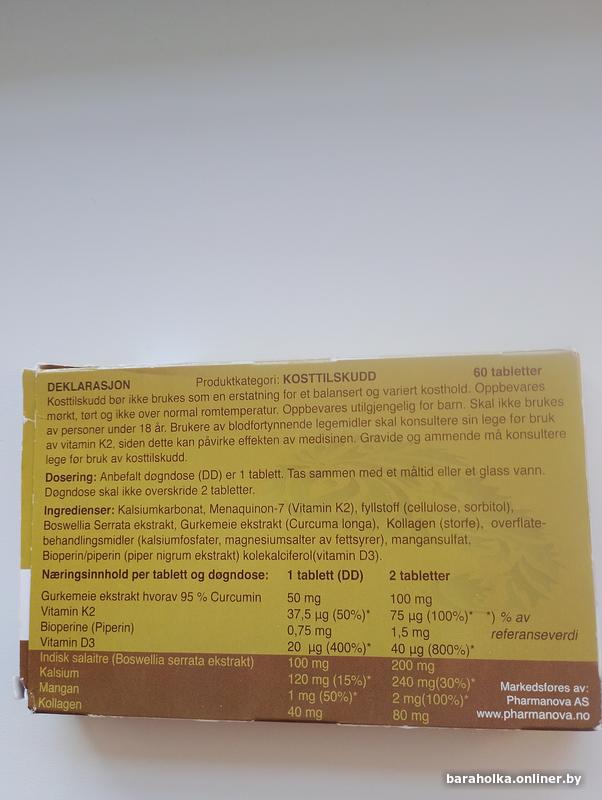 DEKLARASJON Produktkategori: KOSTTILSKUDD 60 tabletter
Kosttilskudd bør ikke brukes som en erstatning for et balansert og variert kosthold. Oppbevares
mørkt, tørt og ikke over normal romtemperatur. Oppbevares utilgjengelig for barn. Skal ikke brukes
av personer under 18 år. Brukere av blodfortynnende legemidler skal konsultere sin lege før bruk
av vitamin K2, siden dette kan påvirke effekten av medisinen. Gravide og ammende må konsultere
lege før bruk av kosttilskudd.
Dosering: Anbefalt døgndose (DD) er 1 tablett. Tas sammen med et måltid eller et glass vann.
Døgndose skal ikke overskride 2 tabletter.
Ingredienser: Kalsiumkarbonat, Menaquinon-7 (Vitamin K2), fyllstoff (cellulose, sorbitol),
Boswellia Serrata ekstrakt, Gurkemeie ekstrakt (Curcuma longa), Kollagen (storfe), overflate-
behandlingsmidler (kalsiumfosfater, magnesiumsalter av fettsyrer), mangansulfat,
Bioperin/piperin (piper nigrum ekstrakt) kolekalciferol(vitamin D3).
Næringsinnhold per tablett og døgndose: 1 tablett (DD) 2 tabletter
Gurkemeie ekstrakt hvorav 95 % Curcumin 50 mg 100 mg
Vitamin K2 37,5 µg (50%)* 75 µg (100%)* *) % av
Bioperine (Piperin) 0,75 mg 1,5 mg referanseverdi
Vitamin D3 20 µg (400%)* 40 µg (800%)*
Indisk salaitre (Boswellia serrata ekstrakt) 100 mg 200 mg
Kalsium 120 mg (15%)* 240 mg(30%)*
Mangan 1 mg (50%)* 2 mg(100%)*
Kollagen 40 mg 80 mg
Markedsføres av:
Pharmanova AS
www.pharmanova.no
baraholka.onliner.by